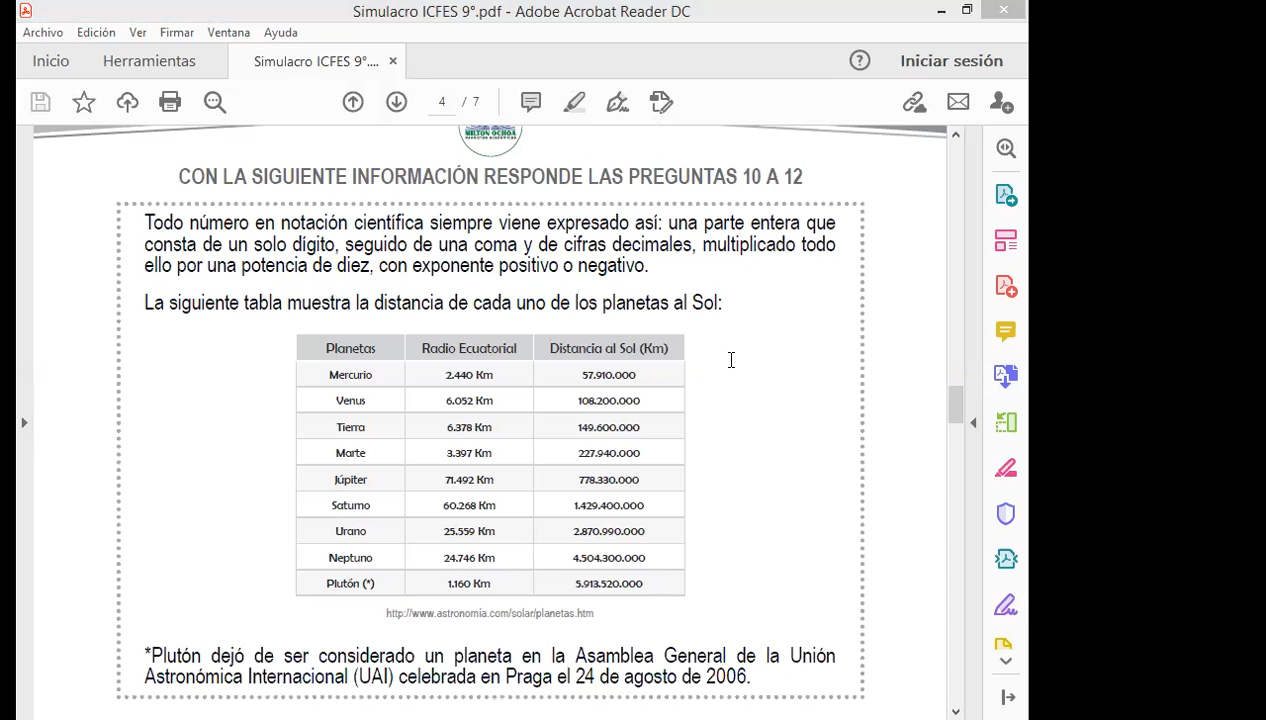 Simulacro ICFES 9°.pdf - Adobe Acrobat Reader DC
Archivo Edición Ver Firmar Ventana Ayuda
Inicio Herramientas Simulacro ICFES 9°.... × Iniciar sesión
4 / 7
MILTON OCHOA
CON LA SIGUIENTE INFORMACIÓN RESPONDE LAS PREGUNTAS 10 A 12
Todo número en notación científica siempre viene expresado así: una parte entera que
consta de un solo dígito, seguido de una coma y de cifras decimales, multiplicado todo
ello por una potencia de diez, con exponente positivo o negativo.
La siguiente tabla muestra la distancia de cada uno de los planetas al Sol:
Planetas Radio Ecuatorial Distancia al Sol (Km)
Mercurio 2.440 Km 57.910.000
Venus 6.052 Km 108.200.000
Tierra 6.378 Km 149.600.000
Marte 3.397 Km 227.940.000
Júpiter 71.492 Km 778.330.000
Saturno 60.268 Km 1.429.400.000
Urano 25.559 Km 2.870.990.000
Neptuno 24.746 Km 4.504.300.000
Plutón (*) 1.160 Km 5.913.520.000
http://www.astronomia.com/solar/planetas.htm
*Plutón dejó de ser considerado un planeta en la Asamblea General de la Unión
Astronómica Internacional (UAI) celebrada en Praga el 24 de agosto de 2006.